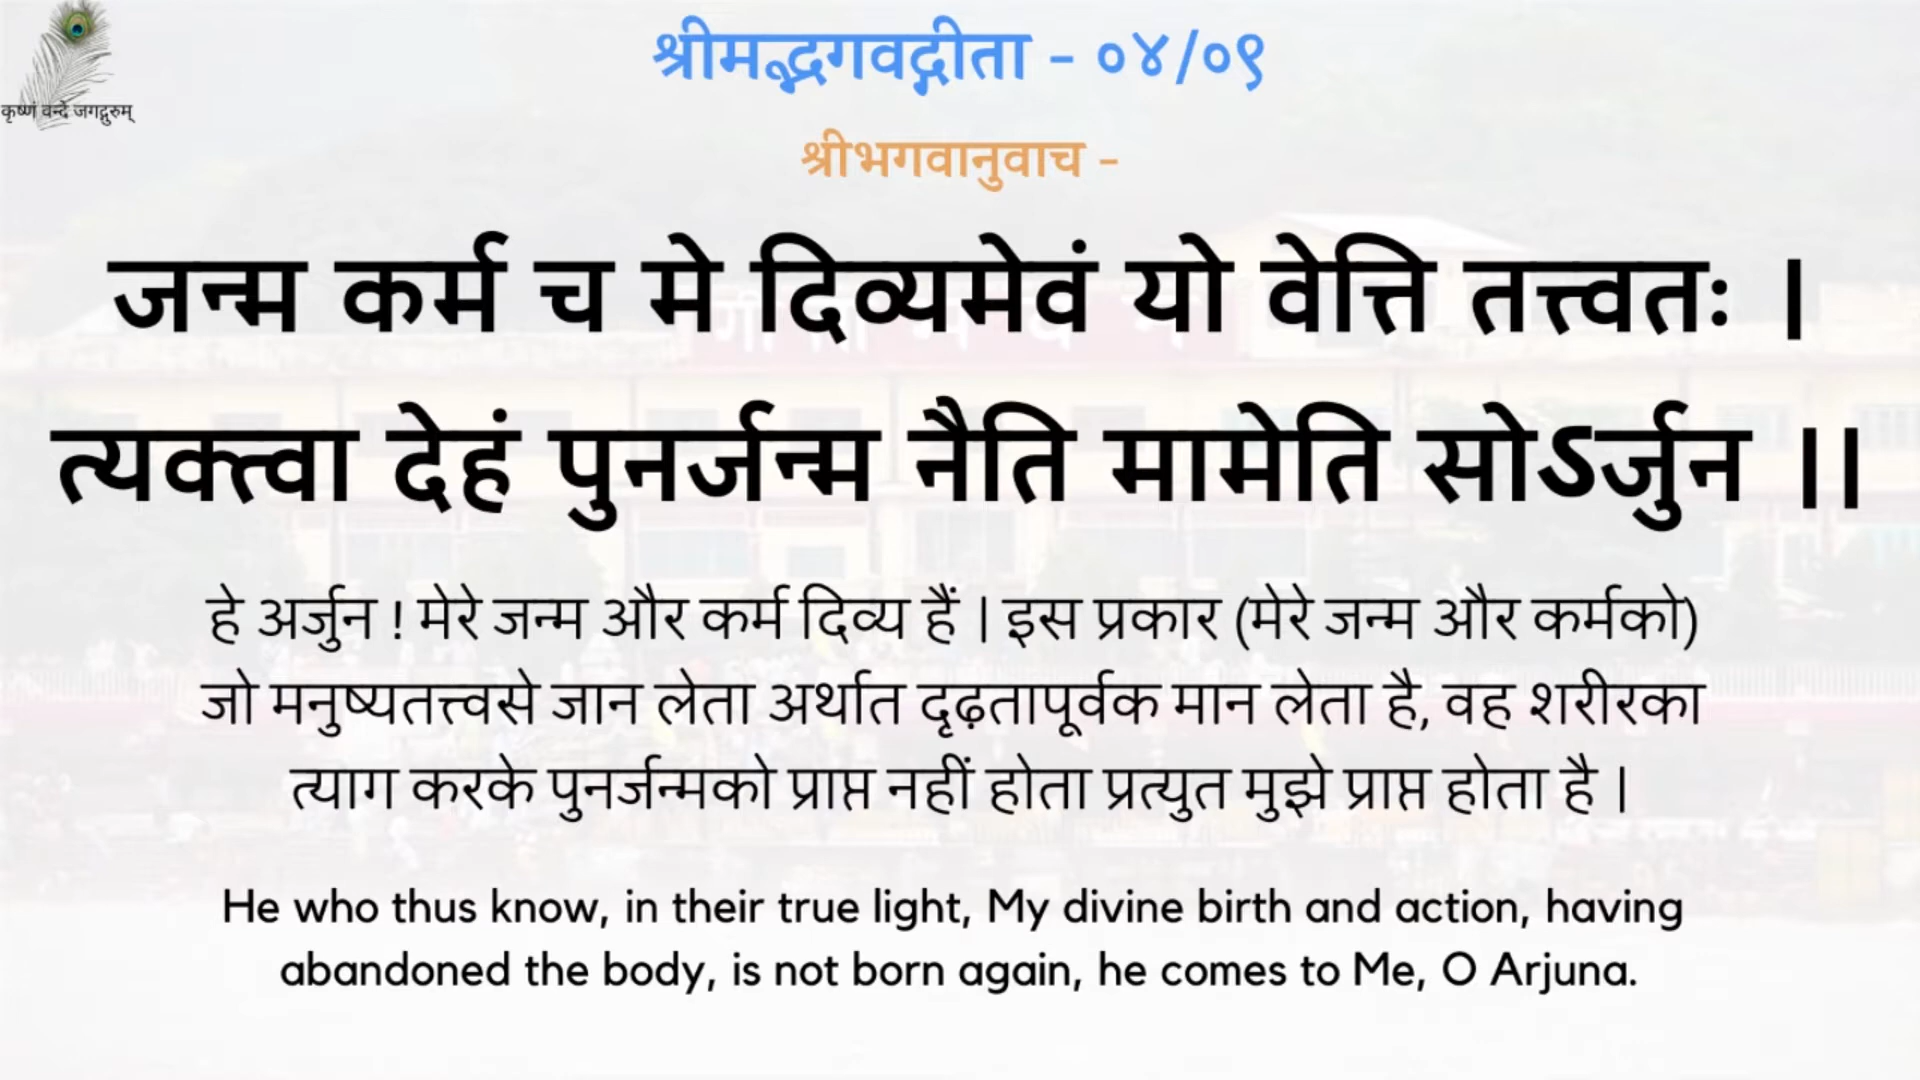 कृष्णं वन्दे जगद्गुरुम्
श्रीमद्भगवद्गीता - ०४/०९
श्रीभगवानुवाच -
जन्म कर्म च मे दिव्यमेवं यो वेत्ति तत्त्वतः |
त्यक्त्वा देहं पुनर्जन्म नैति मामेति सोऽर्जुन ||
हे अर्जुन ! मेरे जन्म और कर्म दिव्य हैं | इस प्रकार (मेरे जन्म और कर्मको)
जो मनुष्यतत्त्वसे जान लेता अर्थात दृढ़तापूर्वक मान लेता है, वह शरीरका
त्याग करके पुनर्जन्मको प्राप्त नहीं होता प्रत्युत मुझे प्राप्त होता है |
He who thus know, in their true light, My divine birth and action, having
abandoned the body, is not born again, he comes to Me, O Arjuna.